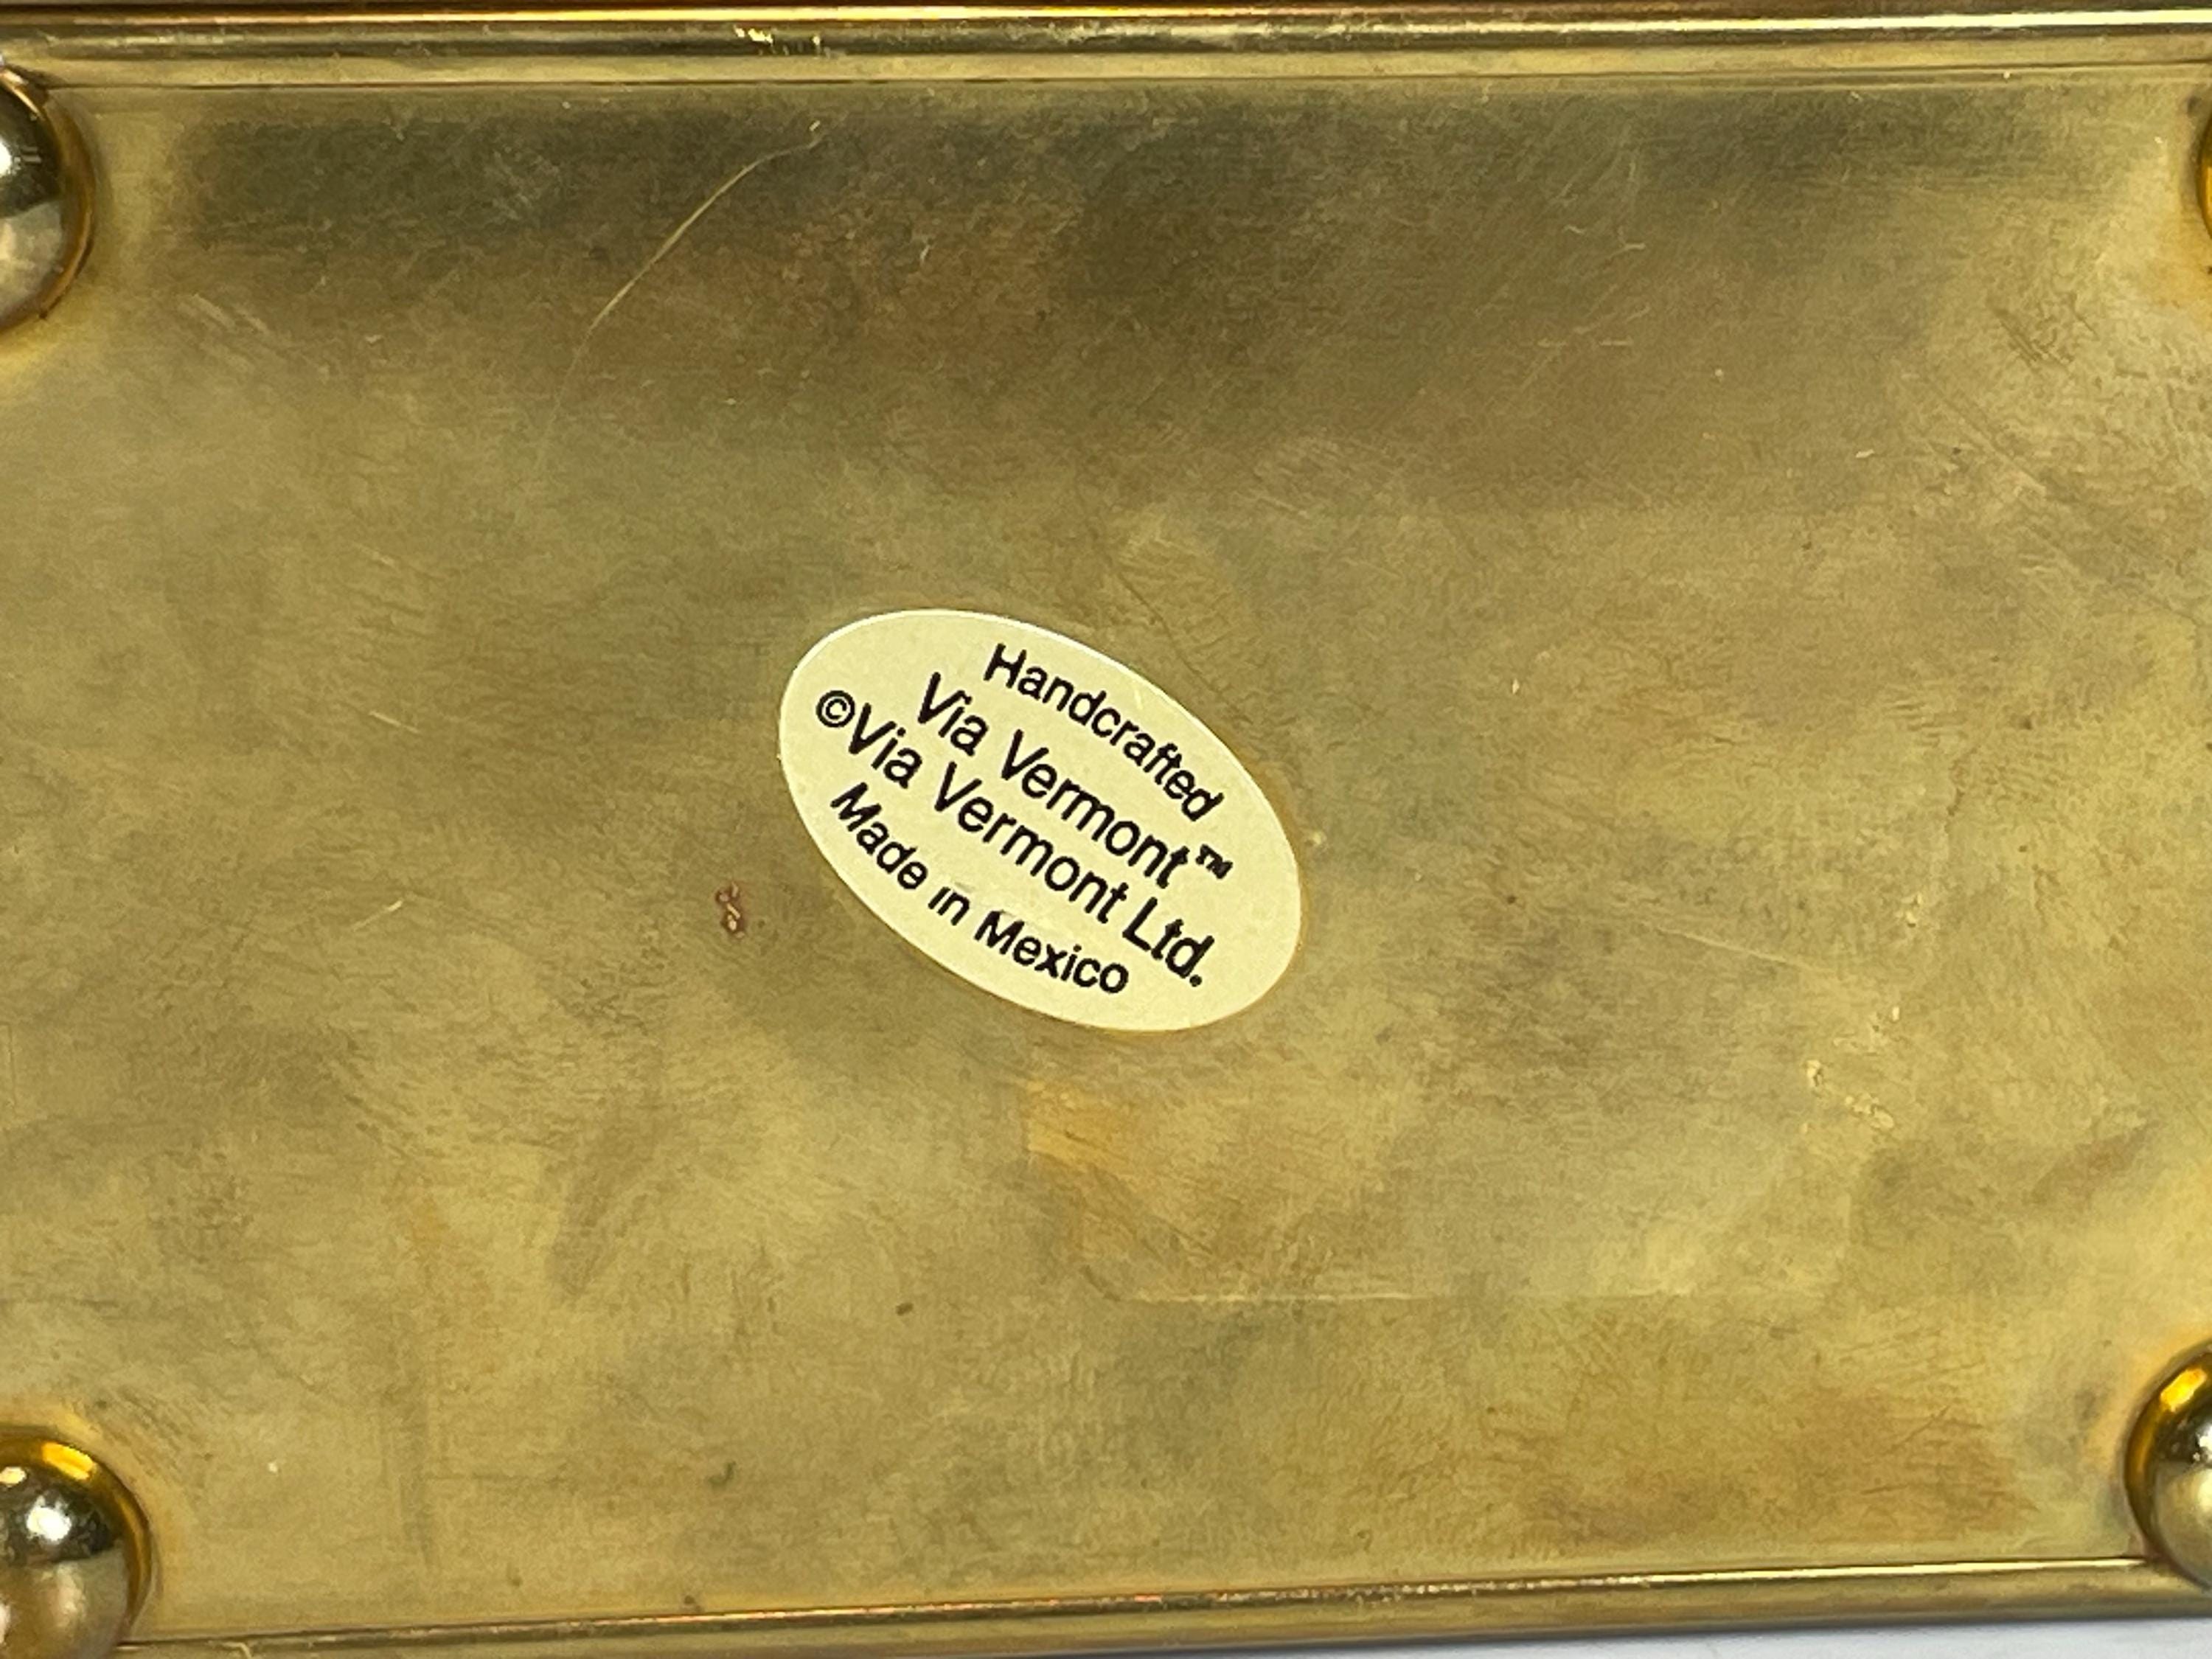 Handcrafted
Via Vermont™
©Via Vermont Ltd.
Made in Mexico